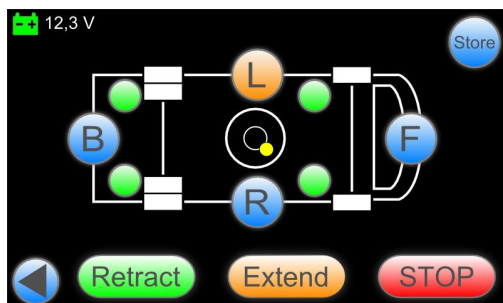 12,3 V
Store
L
B
F
R
Retract
Extend
STOP